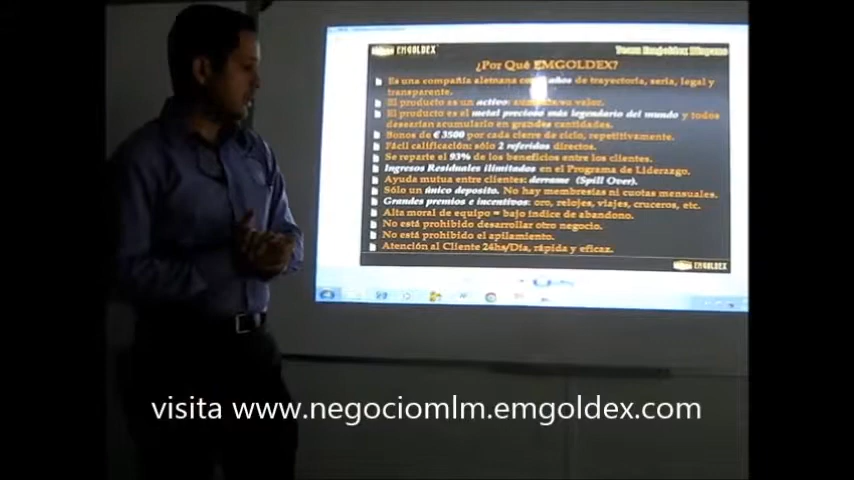 EMGOLDEX
Team Emgoldex Hispano
¿Por Qué EMGOLDEX?
Es una compañía alemana con años de trayectoria, seria, legal y
transparente.
El producto es un activo: aumenta su valor.
El producto es el metal precioso más legendario del mundo y todos
desearían acumularlo en grandes cantidades.
Bonos de €3500 por cada cierre de ciclo, repetitivamente.
Fácil calificación: sólo 2 referidos directos.
Se reparte el 93% de los beneficios entre los clientes.
Ingresos Residuales ilimitados en el Programa de Liderazgo.
Ayuda mutua entre clientes: derrame (Spill Over).
Sólo un único deposito. No hay membresías ni cuotas mensuales.
Grandes premios e incentivos: oro, relojes, viajes, cruceros, etc.
Alta moral de equipo = bajo índice de abandono.
No está prohibido desarrollar otro negocio.
No está prohibido el apilamiento.
Atención al Cliente 24hs/Día, rápida y eficaz.
EMGOLDEX
visita www.negociomlm.emgoldex.com